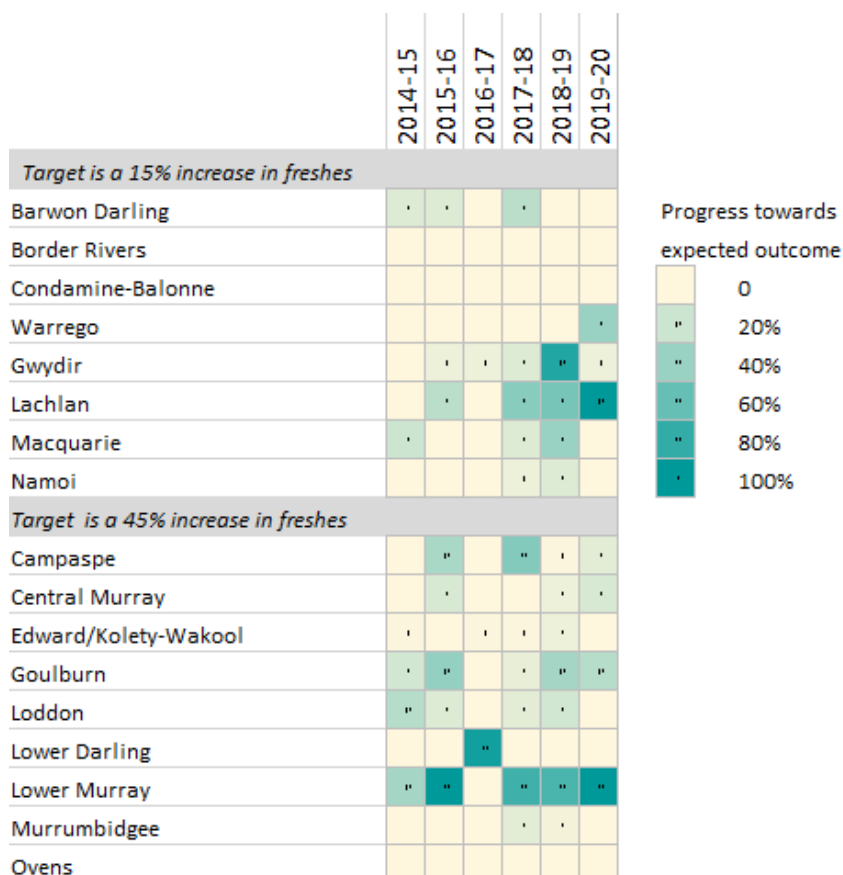 2014-15 2015-16 2016-17 2017-18 2018-19 2019-20
Target is a 15% increase in freshes
Barwon Darling
Border Rivers
Condamine-Balonne
Warrego
Gwydir
Lachlan
Macquarie
Namoi
Target is a 45% increase in freshes
Campaspe
Central Murray
Edward/Kolety-Wakool
Goulburn
Loddon
Lower Darling
Lower Murray
Murrumbidgee
Ovens
Progress towards
expected outcome
0
20%
40%
60%
80%
100%